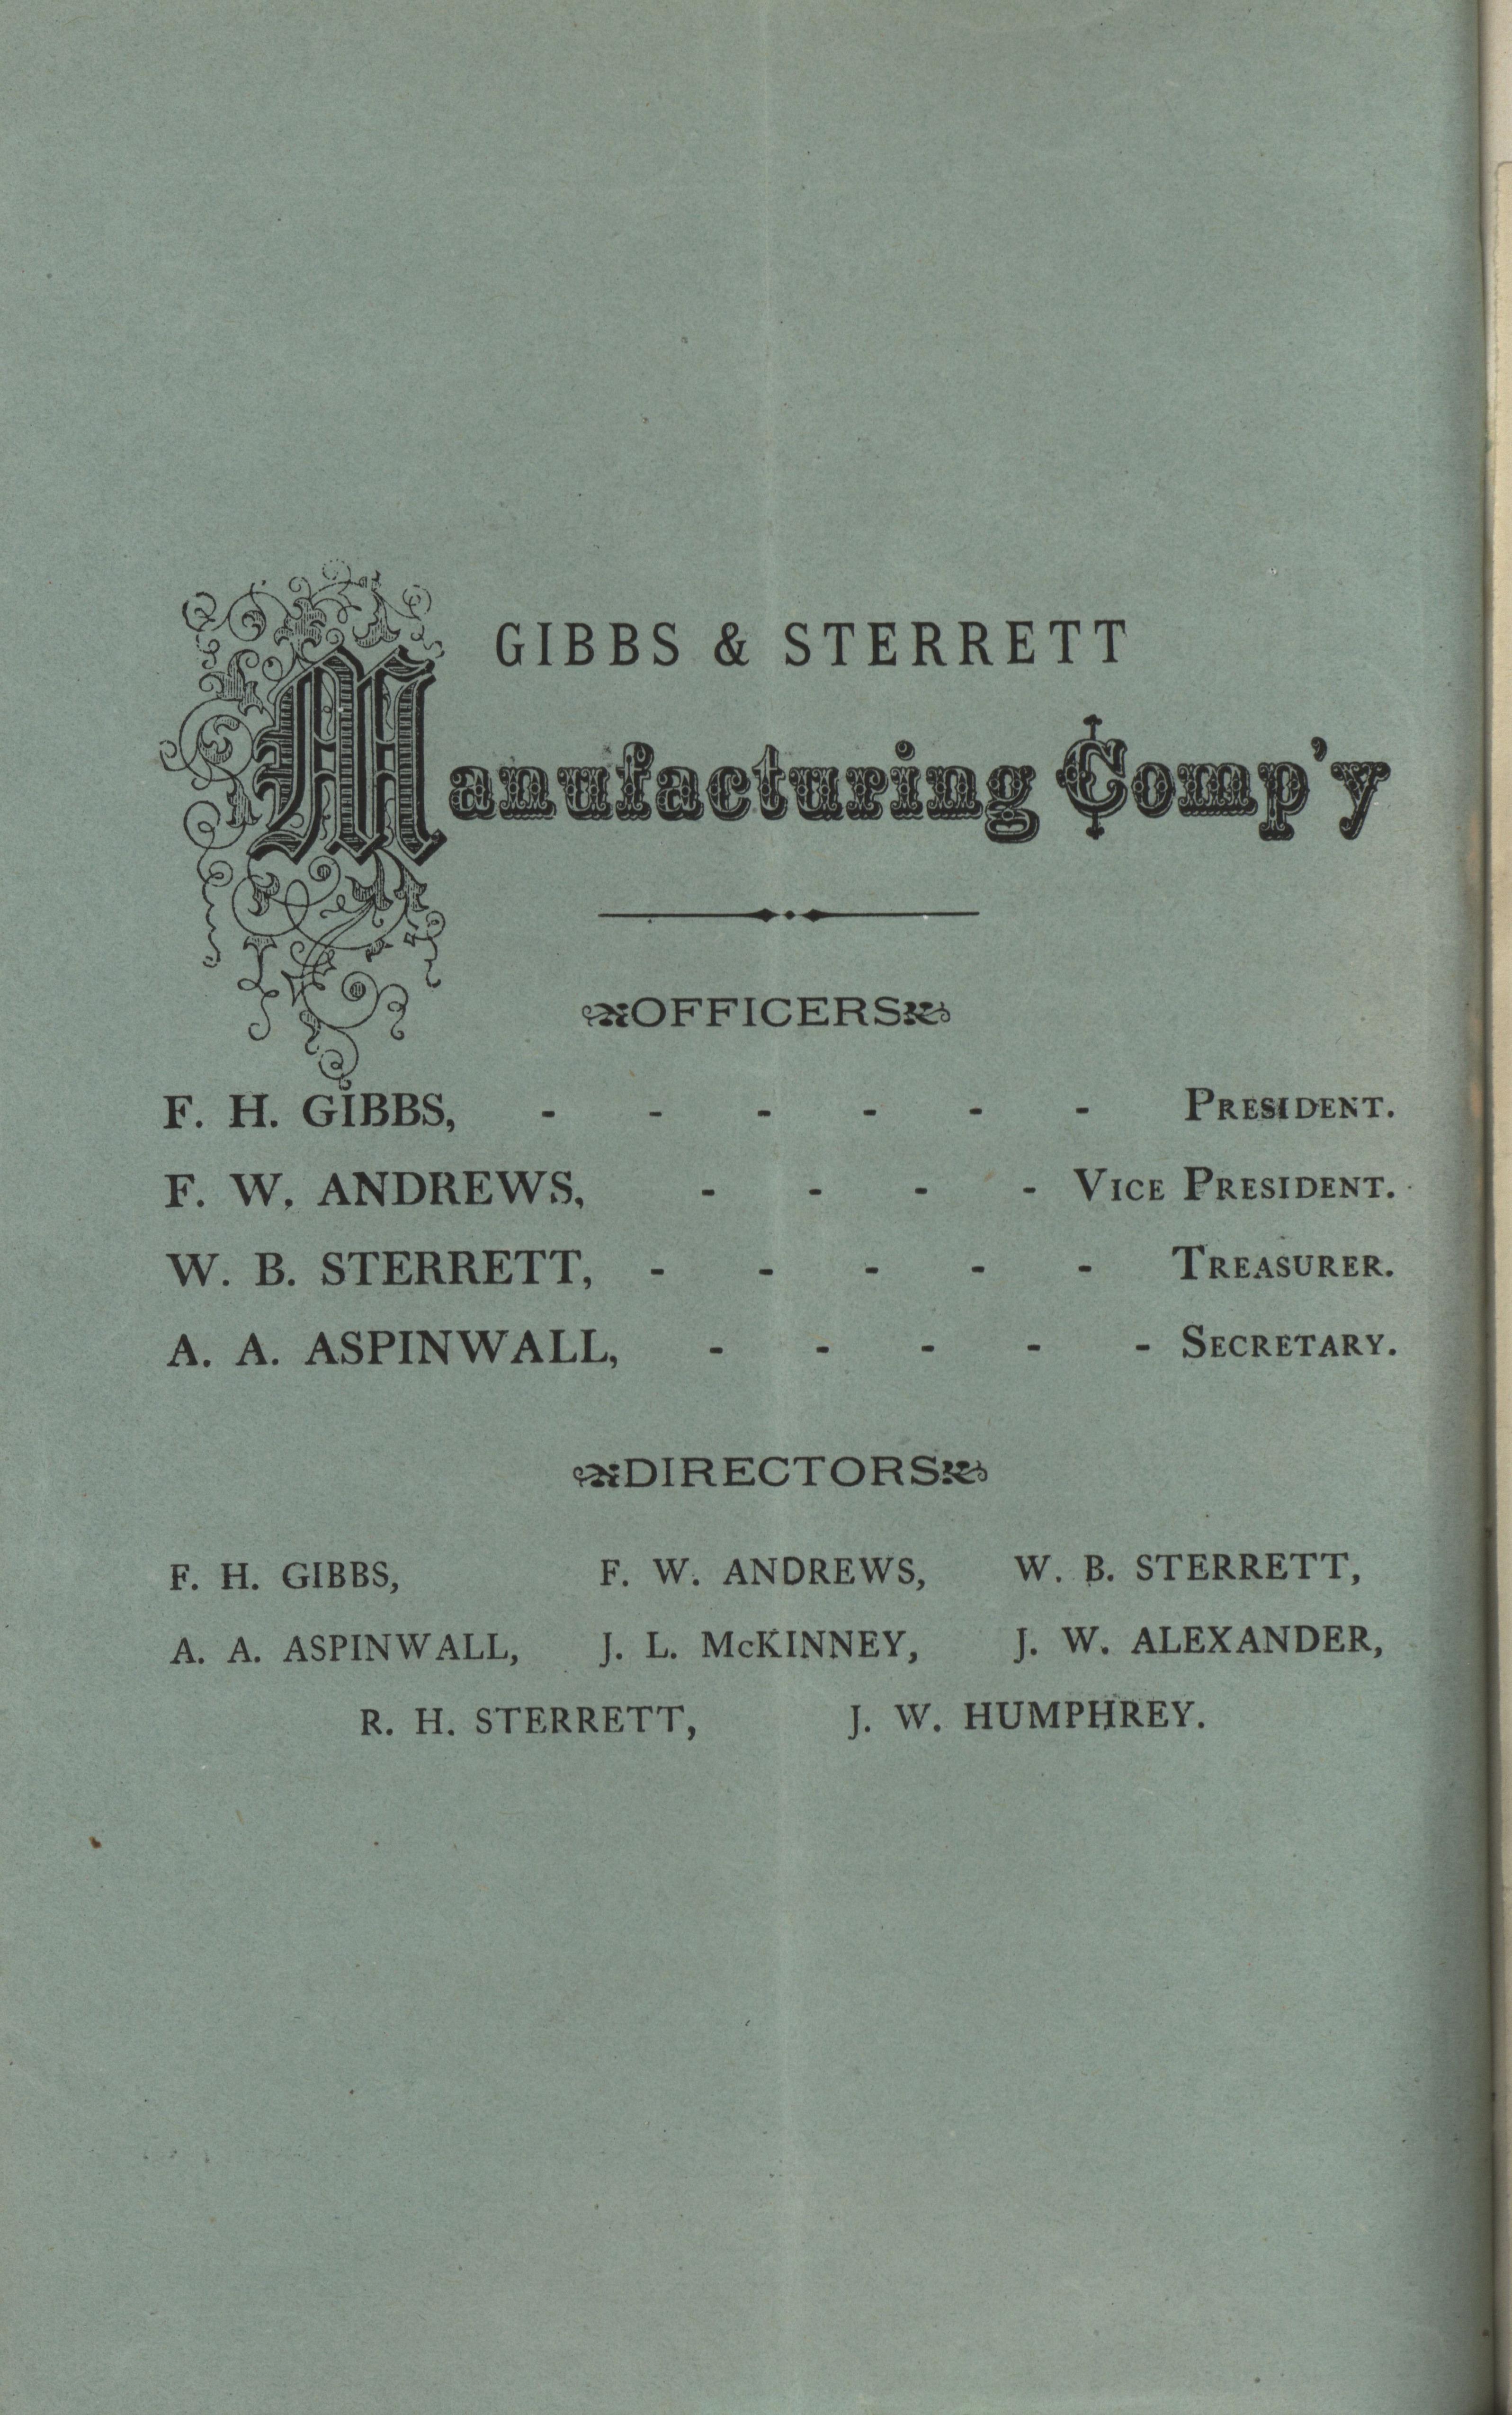 GIBBS & STERRETT
Manufacturing Comp'y
OFFICERS
F. H. GIBBS, - - - - - - PRESIDENT.
F. W. ANDREWS, - - - - VICE PRESIDENT.
W. B. STERRETT, - - - - - TREASURER.
A. A. ASPINWALL, - - - - - SECRETARY.
DIRECTORS
F. H. GIBBS, F. W. ANDREWS, W. B. STERRETT,
A. A. ASPINWALL, J. L. McKINNEY, J. W. ALEXANDER,
R. H. STERRETT, J. W. HUMPHREY.